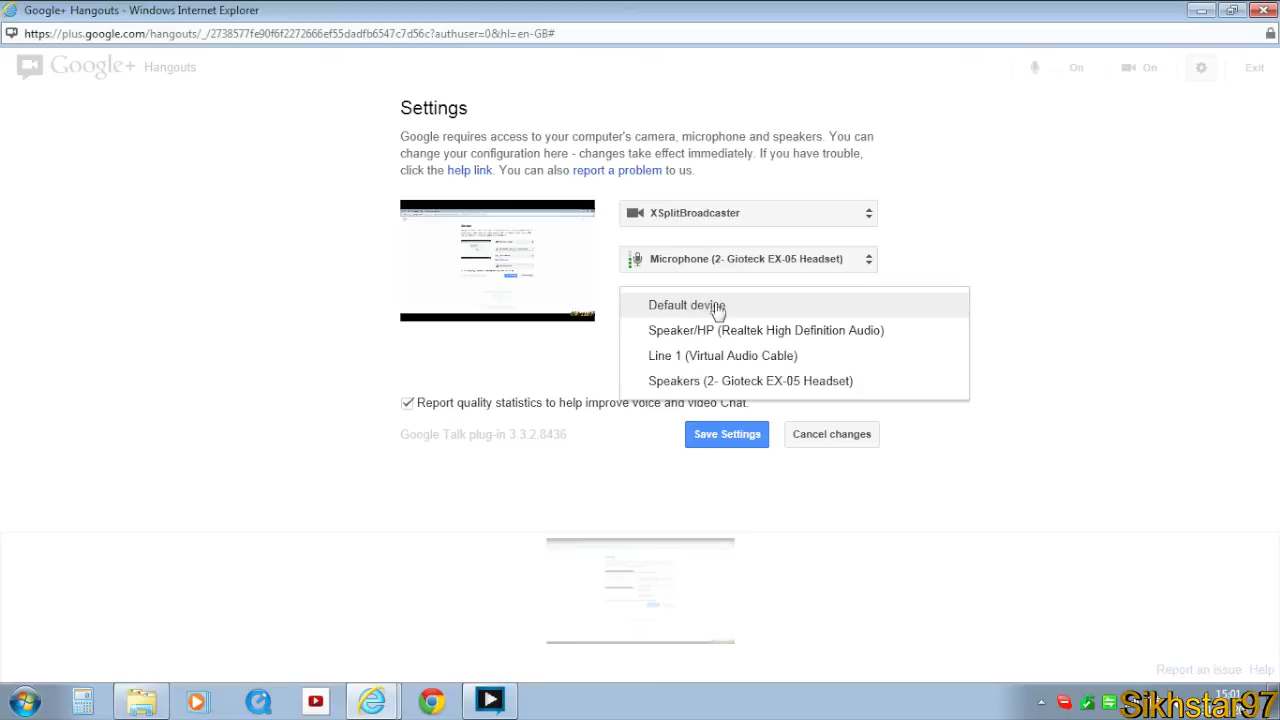 Google+ Hangouts - Windows Internet Explorer
https://plus.google.com/hangouts/_/2738577fe90f6f2272666ef55dadfb6547c7d56c?authuser=0&hl=en-GB#
Google+ Hangouts
On
On
Exit
Settings
Google requires access to your computer's camera, microphone and speakers. You can
change your configuration here - changes take effect immediately. If you have trouble,
click the help link. You can also report a problem to us.
XSplitBroadcaster
Microphone (2- Gioteck EX-05 Headset)
Default device
Speaker/HP (Realtek High Definition Audio)
Line 1 (Virtual Audio Cable)
Speakers (2- Gioteck EX-05 Headset)
Report quality statistics to help improve voice and video Chat.
Google Talk plug-in 3.3.2.8436
Save Settings
Cancel changes
Report an issue
Help
15:01
Sikhstar97